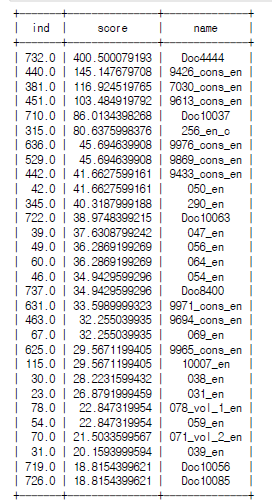 | ind | score | name |
| 732.0 | 400.500079193 | Doc4444 |
| 440.0 | 145.147679708 | 9426_cons_en |
| 381.0 | 116.924519765 | 7030_cons_en |
| 451.0 | 103.484919792 | 9613_cons_en |
| 710.0 | 86.0134398268 | Doc10037 |
| 315.0 | 80.6375998376 | 256_en_o |
| 636.0 | 45.694639908 | 9976_cons_en |
| 529.0 | 45.694639908 | 9869_cons_en |
| 442.0 | 41.6627599161 | 9433_cons_en |
| 42.0 | 41.6627599161 | 050_en |
| 345.0 | 40.3187999188 | 290_en |
| 722.0 | 38.9748399215 | Doc10063 |
| 39.0 | 37.6308799242 | 047_en |
| 49.0 | 36.2869199269 | 056_en |
| 60.0 | 36.2869199269 | 064_en |
| 46.0 | 34.9429599296 | 054_en |
| 737.0 | 34.9429599296 | Doc8400 |
| 631.0 | 33.5989999323 | 9971_cons_en |
| 463.0 | 32.255039935 | 9694_cons_en |
| 67.0 | 32.255039935 | 069_en |
| 625.0 | 29.5671199405 | 9965_cons_en |
| 115.0 | 29.5671199405 | 10007_en |
| 30.0 | 28.2231599432 | 038_en |
| 23.0 | 26.8791999459 | 031_en |
| 78.0 | 22.847319954 | 078_vol_1_en |
| 54.0 | 22.847319954 | 059_en |
| 70.0 | 21.5033599567 | 071_vol_2_en |
| 31.0 | 20.1593999594 | 039_en |
| 719.0 | 18.8154399621 | Doc10056 |
| 726.0 | 18.8154399621 | Doc10085 |